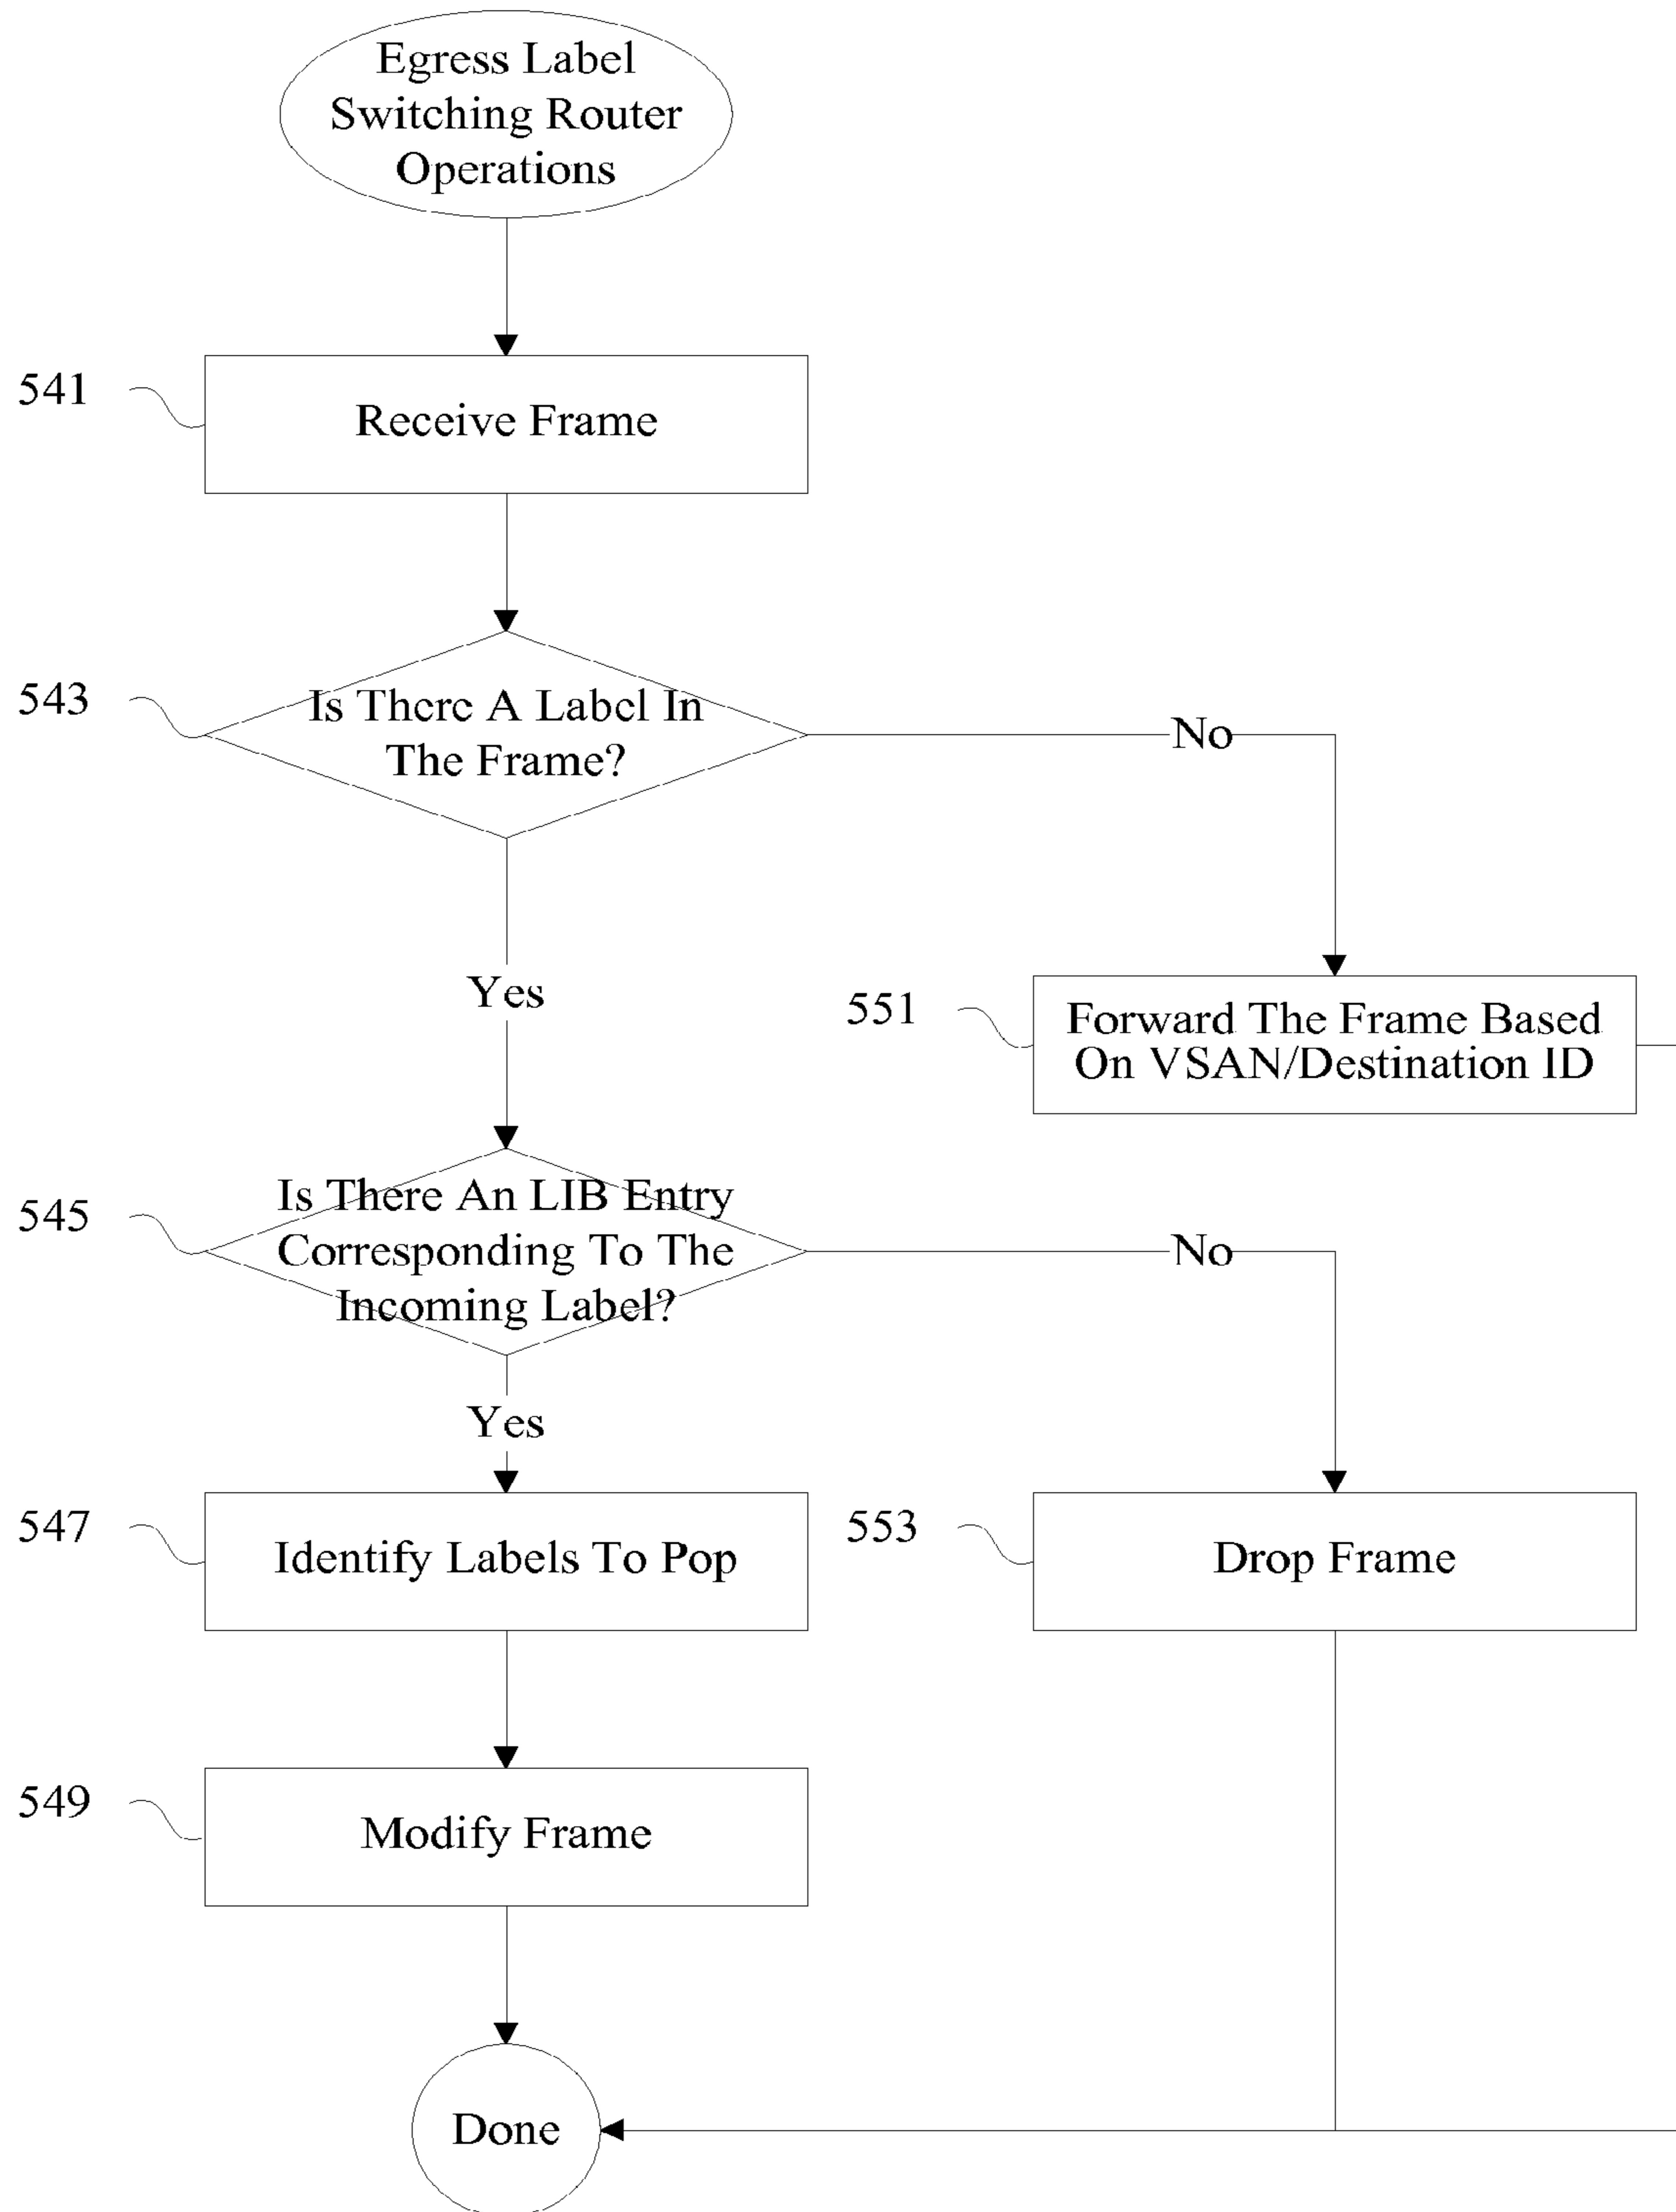 Egress Label
Switching Router
Operations
541
Receive Frame
543
Is There A Label In
The Frame?
No
Yes
551
Forward The Frame Based
On VSAN/Destination ID
545
Is There An LIB Entry
Corresponding To The
Incoming Label?
No
Yes
547
Identify Labels To Pop
553
Drop Frame
549
Modify Frame
Done